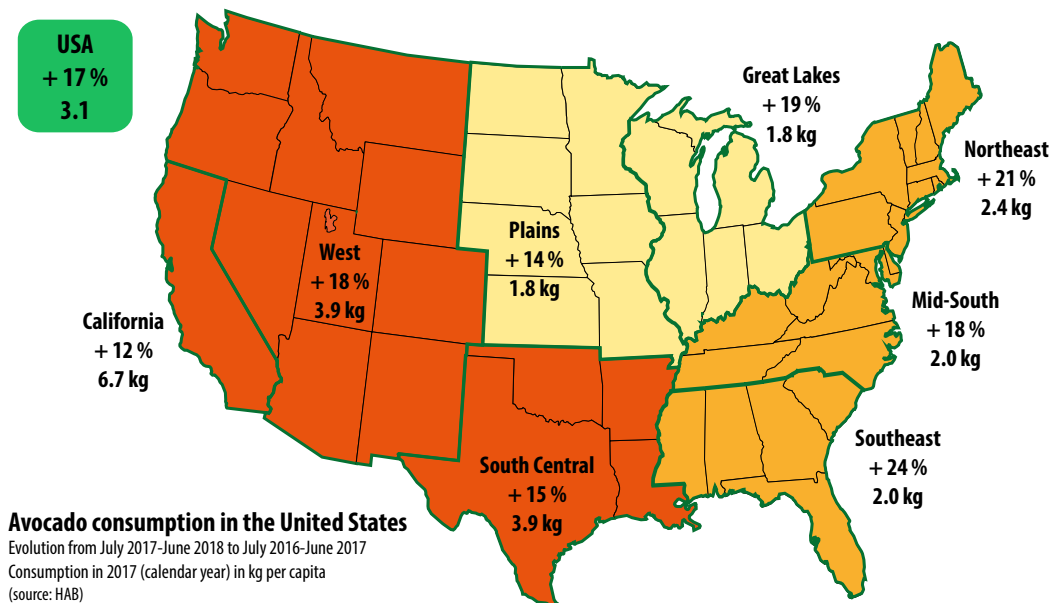 USA
+ 17 %
3.1
Great Lakes
+ 19 %
1.8 kg
Northeast
+ 21 %
2.4 kg
Plains
+ 14 %
1.8 kg
West
+ 18 %
3.9 kg
California
+ 12 %
6.7 kg
Mid-South
+ 18 %
2.0 kg
Southeast
+ 24 %
2.0 kg
South Central
+ 15 %
3.9 kg
Avocado consumption in the United States
Evolution from July 2017-June 2018 to July 2016-June 2017
Consumption in 2017 (calendar year) in kg per capita
(source: HAB)